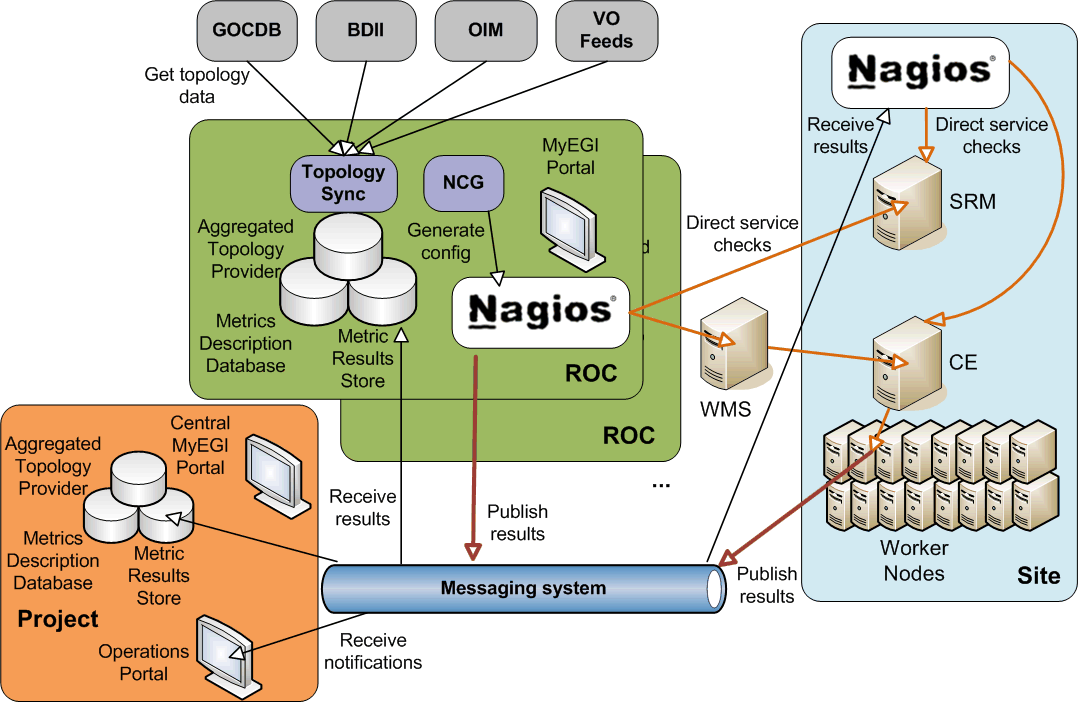 GOCDB
BDII
OIM
VO
Feeds
Get topology
data
Topology
Sync
NCG
MyEGI
Portal
Aggregated
Topology
Provider
Generate
config
Metrics
Description
Database
Metric
Results
Store
Nagios®
ROC
d
ROC
...
Direct service
checks
WMS
Nagios®
Receive
results
Direct service
checks
SRM
CE
Worker
Nodes
Site
Aggregated
Topology
Provider
Central
MyEGI
Portal
Metrics
Description
Database
Metric
Results
Store
Project
Operations
Portal
Receive
results
Publish
results
Messaging system
Publish
results
Receive
notifications